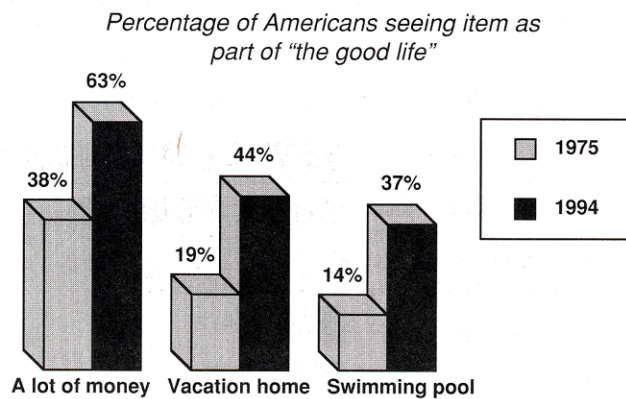 Percentage of Americans seeing item as
part of “the good life”
63%
38%
44%
19%
37%
14%
1975
1994
A lot of money
Vacation home
Swimming pool